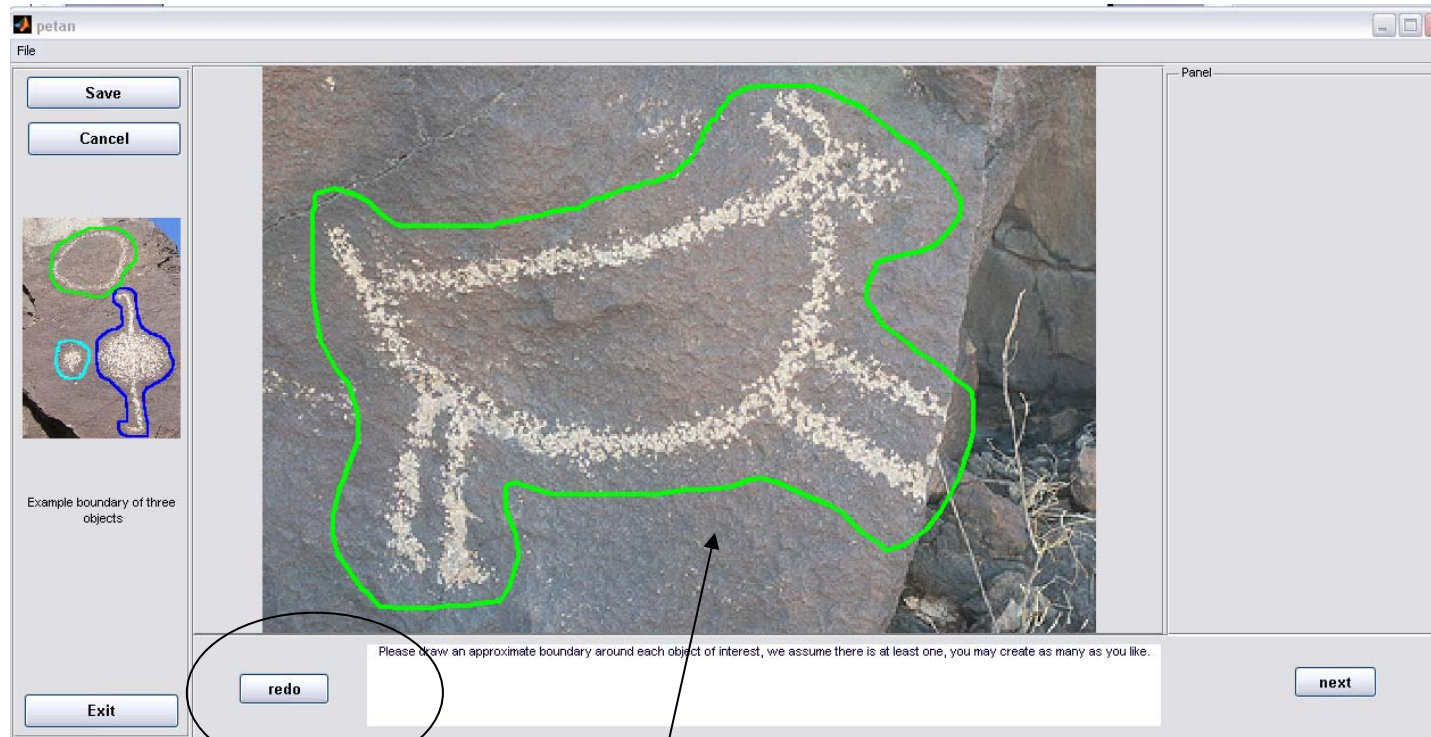 petan
File
Save
Cancel
Example boundary of three
objects
Exit
Panel
Please draw an approximate boundary around each object of interest, we assume there is at least one, you may create as many as you like.
redo
next